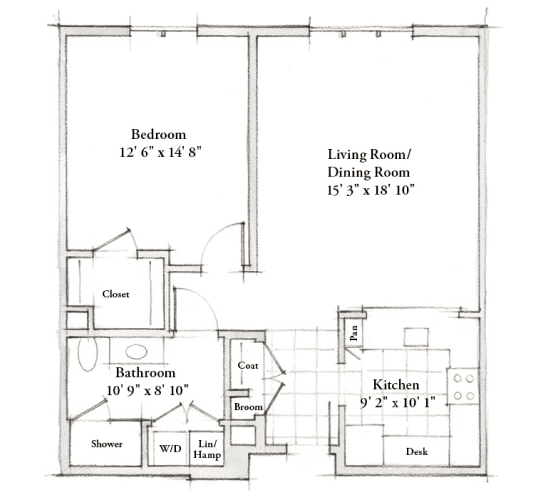 Bedroom
12' 6" x 14' 8"
Living Room/
Dining Room
15' 3" x 18' 10"
Closet
Pan
Coat
Bathroom
10' 9" x 8' 10"
Kitchen
9' 2" x 10' 1"
Broom
Shower
W/D
Lin/
Hamp
Desk